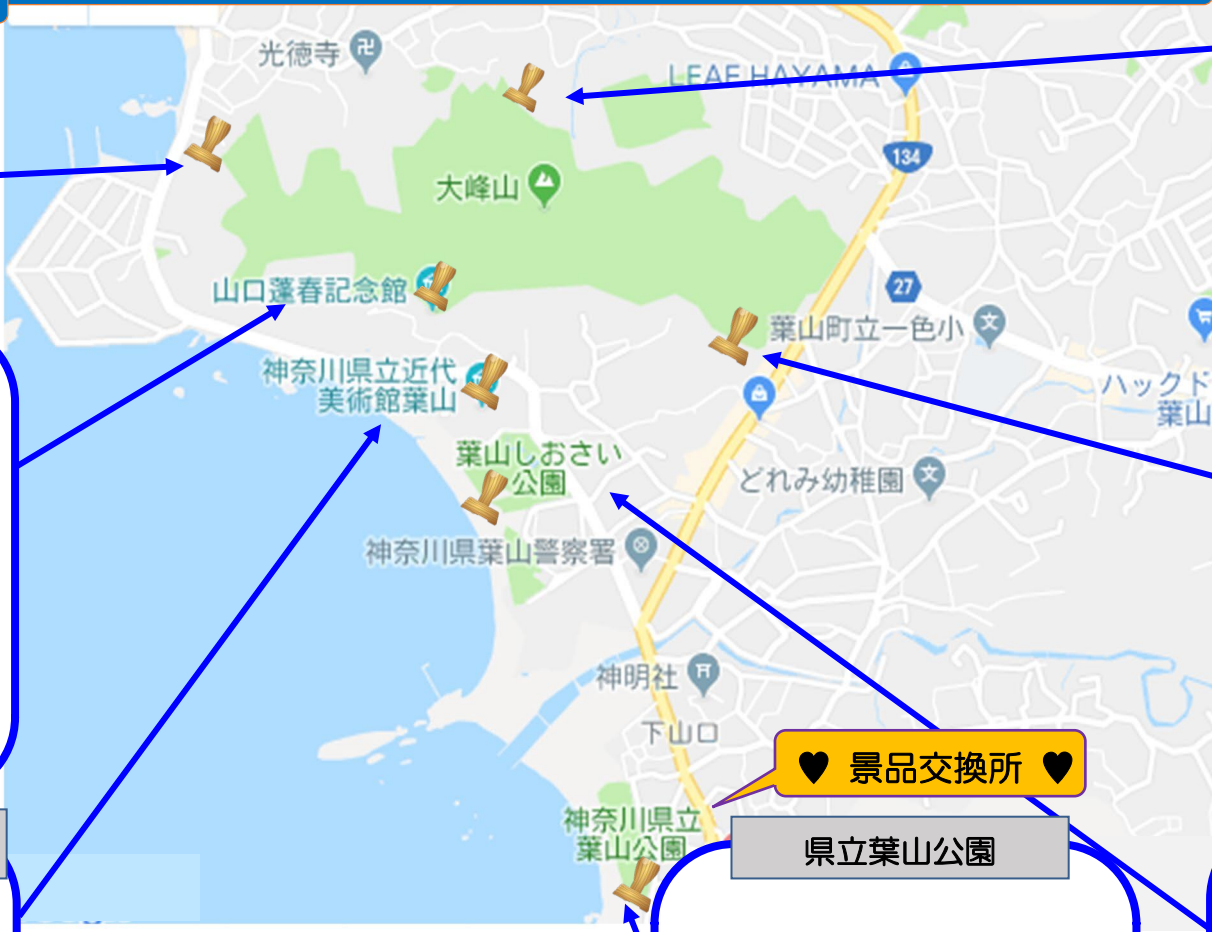 光徳寺
LEAF HAYAMA
134
大峰山
27
山口蓬春記念館
葉山町立一色小
神奈川県立近代
美術館葉山
ハックド
葉山
葉山しおさい
公園
どれみ幼稚園
神奈川県葉山警察署
神明社
下山口
♥ 景品交換所 ♥
神奈川県立
葉山公園
県立葉山公園